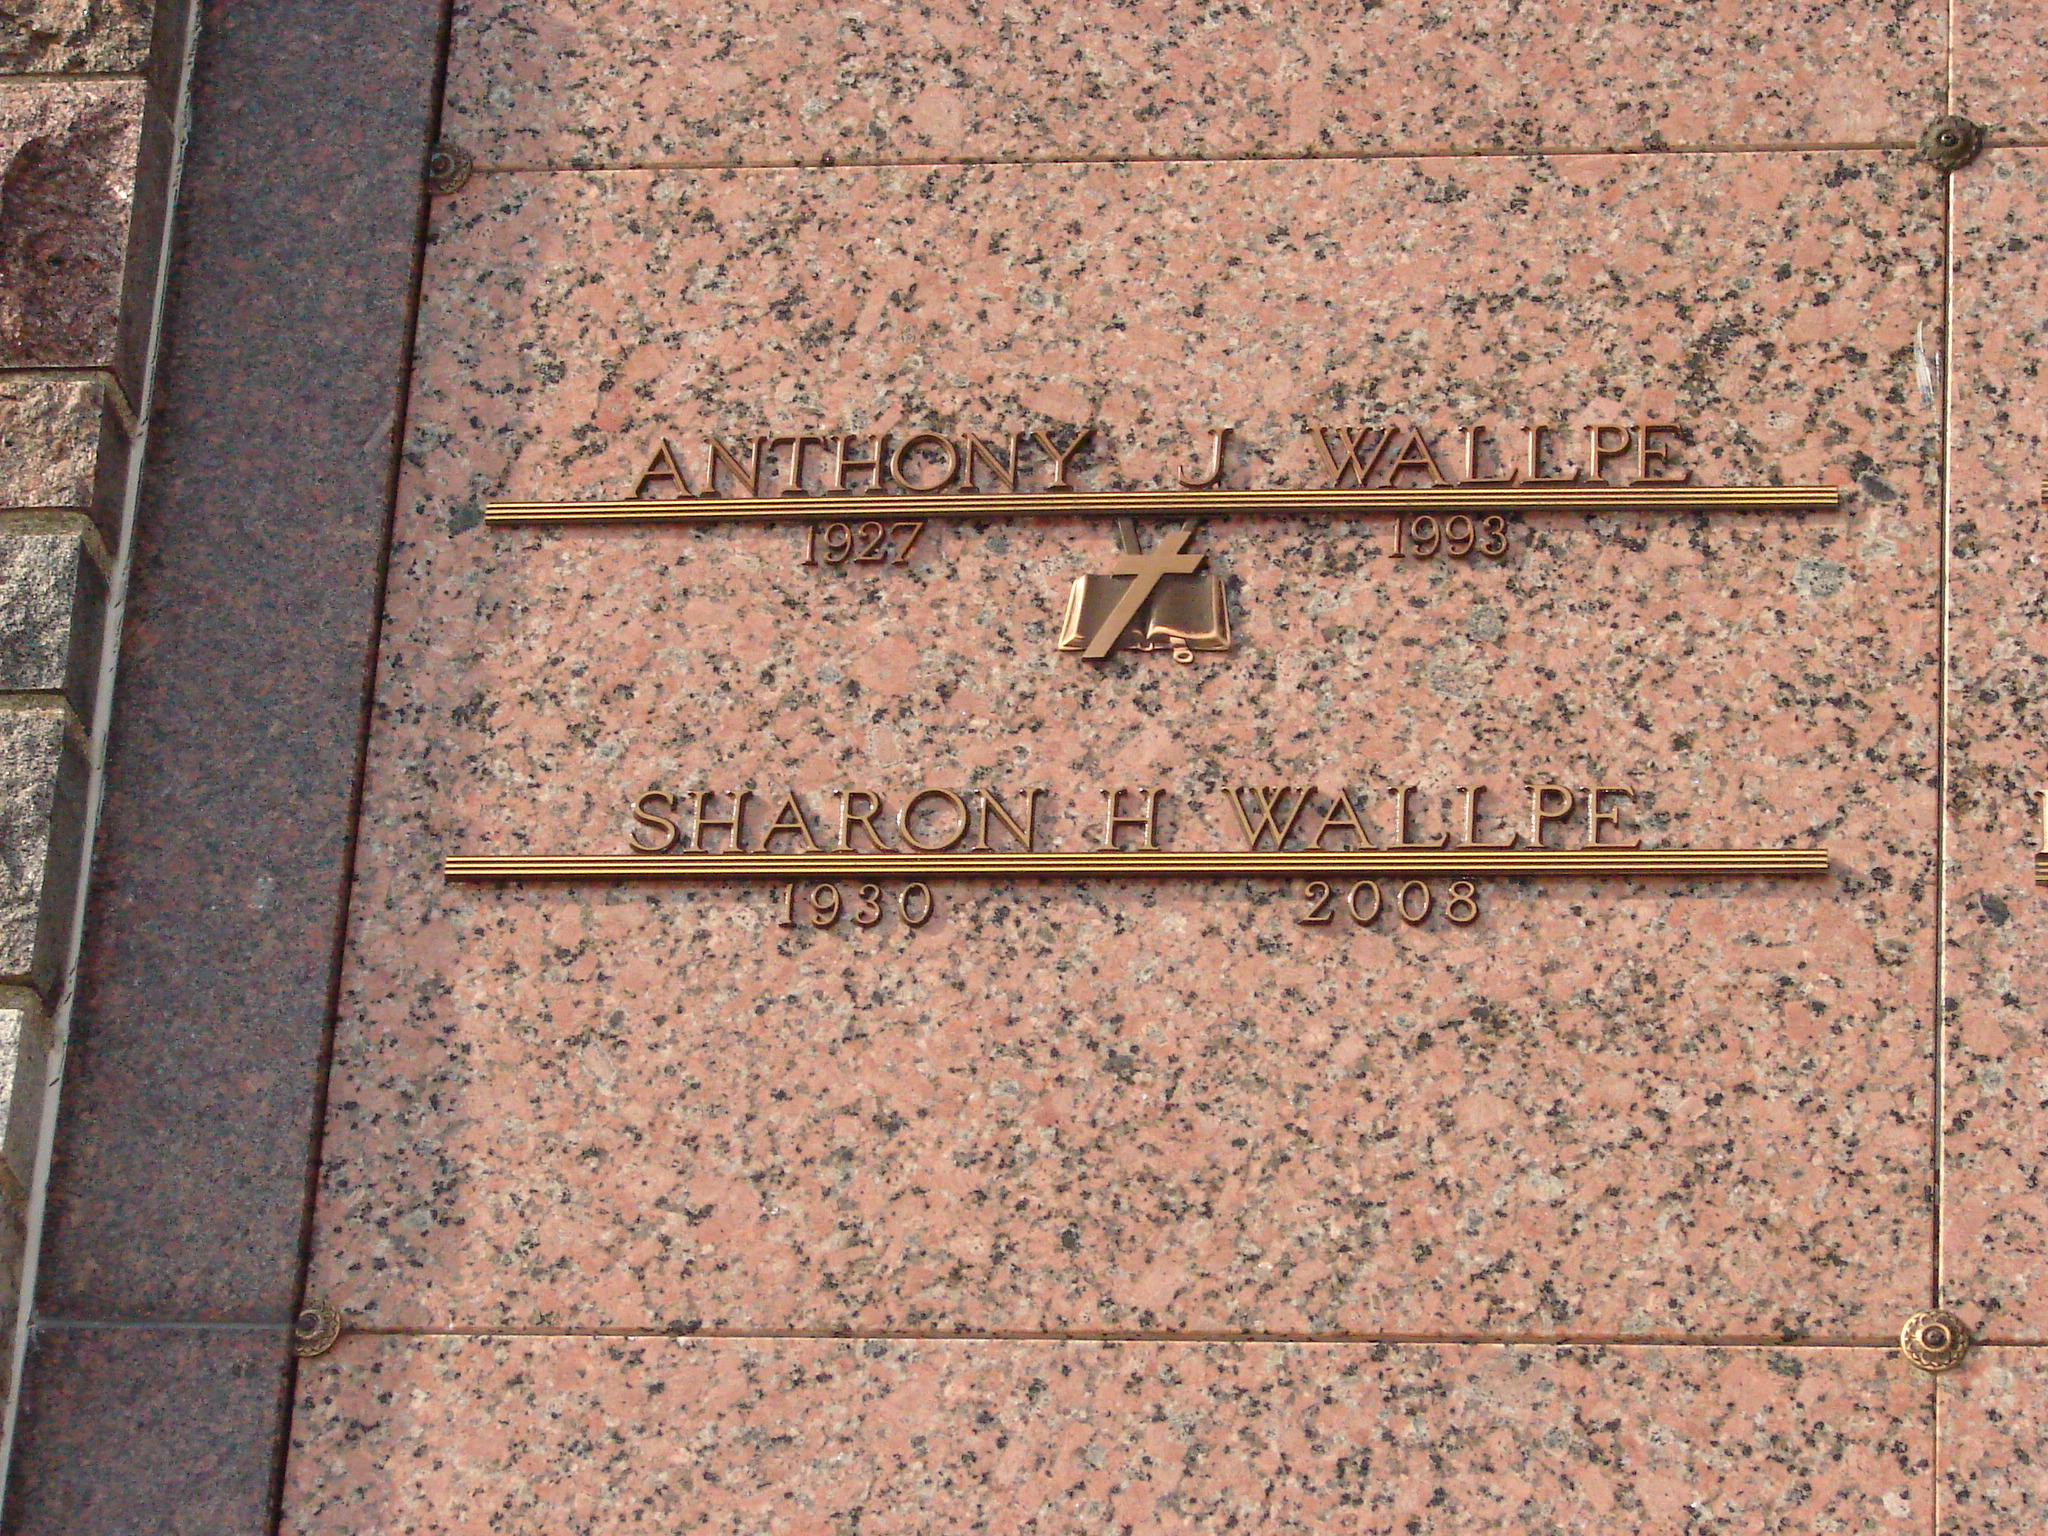 ANTHONY J WALLPE
1927 1993
SHARON H WALLPE
1930 2008